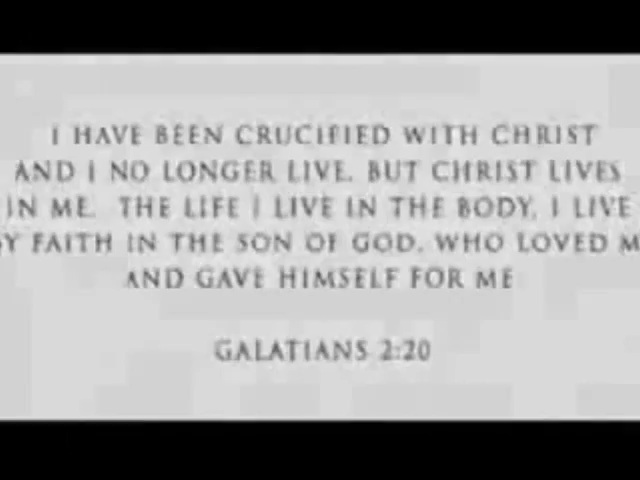 I HAVE BEEN CRUCIFIED WITH CHRIST
AND I NO LONGER LIVE, BUT CHRIST LIVES
IN ME. THE LIFE I LIVE IN THE BODY, I LIVE
Y FAITH IN THE SON OF GOD, WHO LOVED M
AND GAVE HIMSELF FOR ME
GALATIANS 2:20